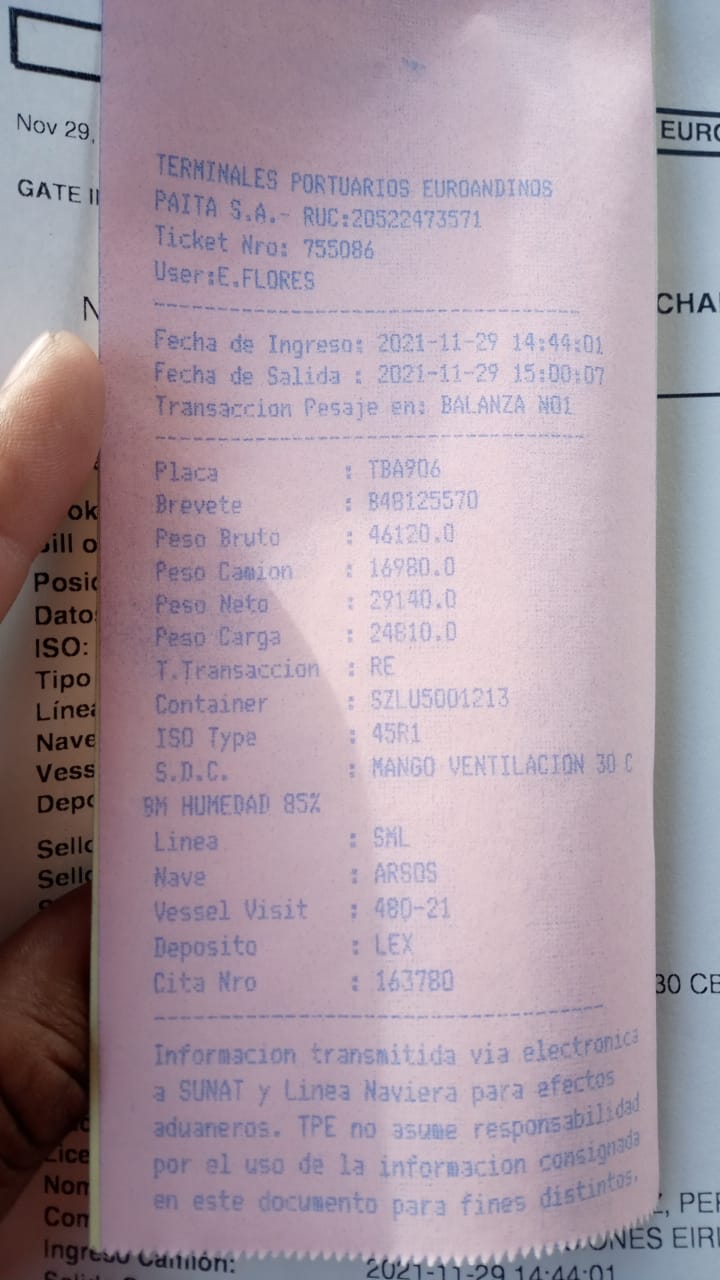 Nov 29,
EURO
GATE
TERMINALES PORTUARIOS EUROANDINOS
PAITA S.A.- RUC:20522473571
Ticket Nro: 755086
User:E.FLORES
CHA
Fecha de Ingreso: 2021-11-29 14:44:01
Fecha de Salida : 2021-11-29 15:00:07
Transaccion Pesaje en: BALANZA N01
Placa : TBA906
Brevete : B48125570
Peso Bruto : 46120.0
Peso Camion : 16980.0
Peso Neto : 29140.0
Peso Carga : 24810.0
T.Transaccion : RE
Container : SZLU5001213
ISO Type : 45R1
S.D.C. : MANGO VENTILACION 30 C
BM HUMEDAD 85%
Linea : SML
Nave : ARSOS
Vessel Visit : 480-21
Deposito : LEX
Cita Nro : 163780
Informacion transmitida via electronica
a SUNAT y Linea Naviera para efectos
aduaneros. TPE no asume responsabilidad
por el uso de la informacion consignada
en este documento para fines distintos.
ok
ill o
Posic
Dato
ISO:
Tipo
Línea
Nave
Vess
Depo
Sello
Sello
30 CB
Lice
Nom
Com
Z, PER
ONES EIRL
Ingreso Camión: 2021-11-29 14:44:01